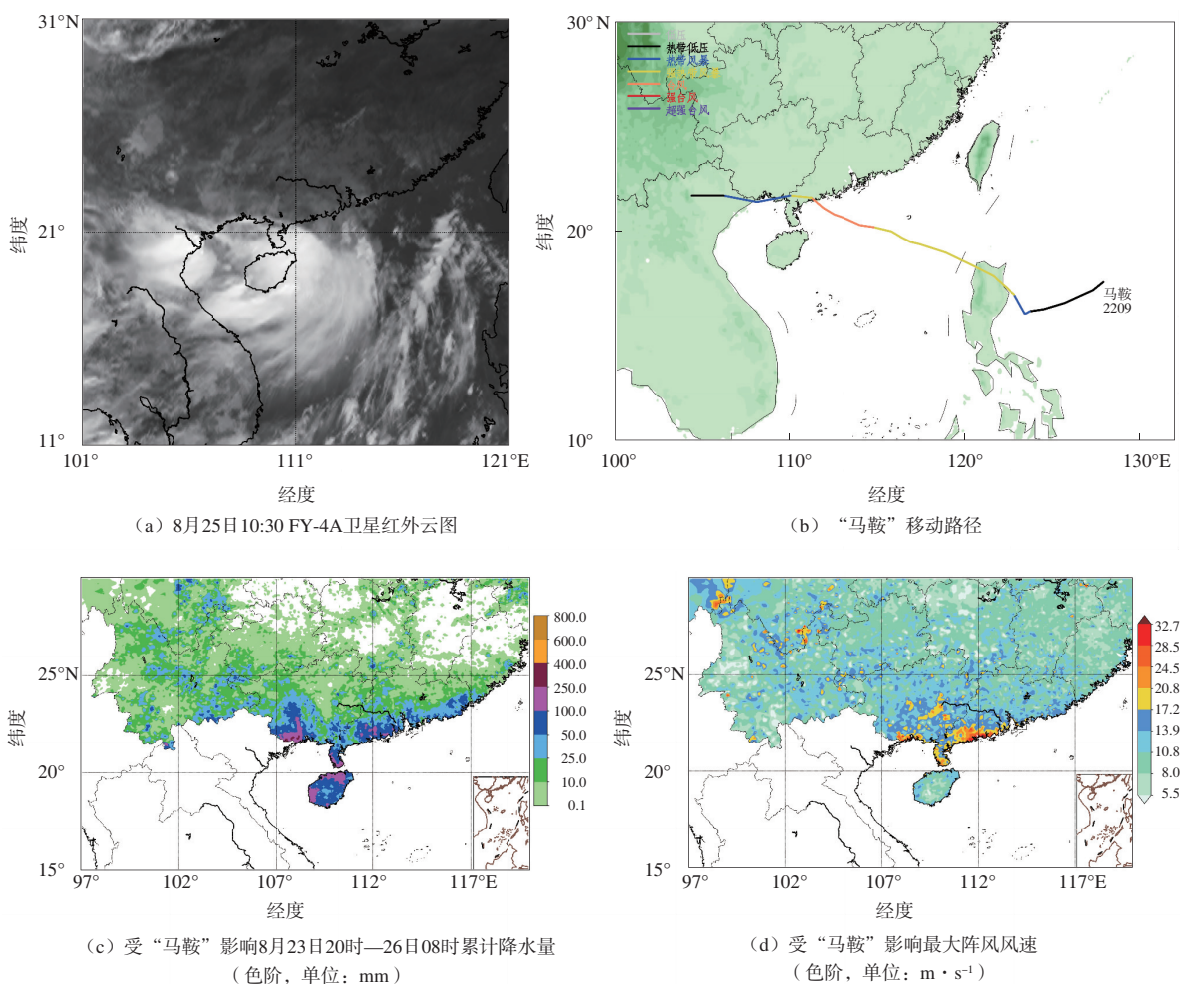 31°N
21°
11°
101°
111°
121°E
纬度
经度
(a) 8月25日10:30 FY-4A卫星红外云图
30°N
20°
10°
100°
110°
120°
130°E
纬度
经度
热带低压
热带风暴
强台风
超强台风
马鞍
2209
(b) “马鞍”移动路径
25°N
20°
15°
97°
102°
107°
112°
117°E
纬度
经度
800.0
600.0
400.0
250.0
100.0
50.0
25.0
10.0
0.1
(c) 受“马鞍”影响8月23日20时—26日08时累计降水量
(色阶，单位：mm)
25°N
20°
15°
97°
102°
107°
112°
117°E
纬度
经度
32.7
28.5
24.5
20.8
17.2
13.9
10.8
8.0
5.5
(d) 受“马鞍”影响最大阵风风速
(色阶，单位：m·s⁻¹)